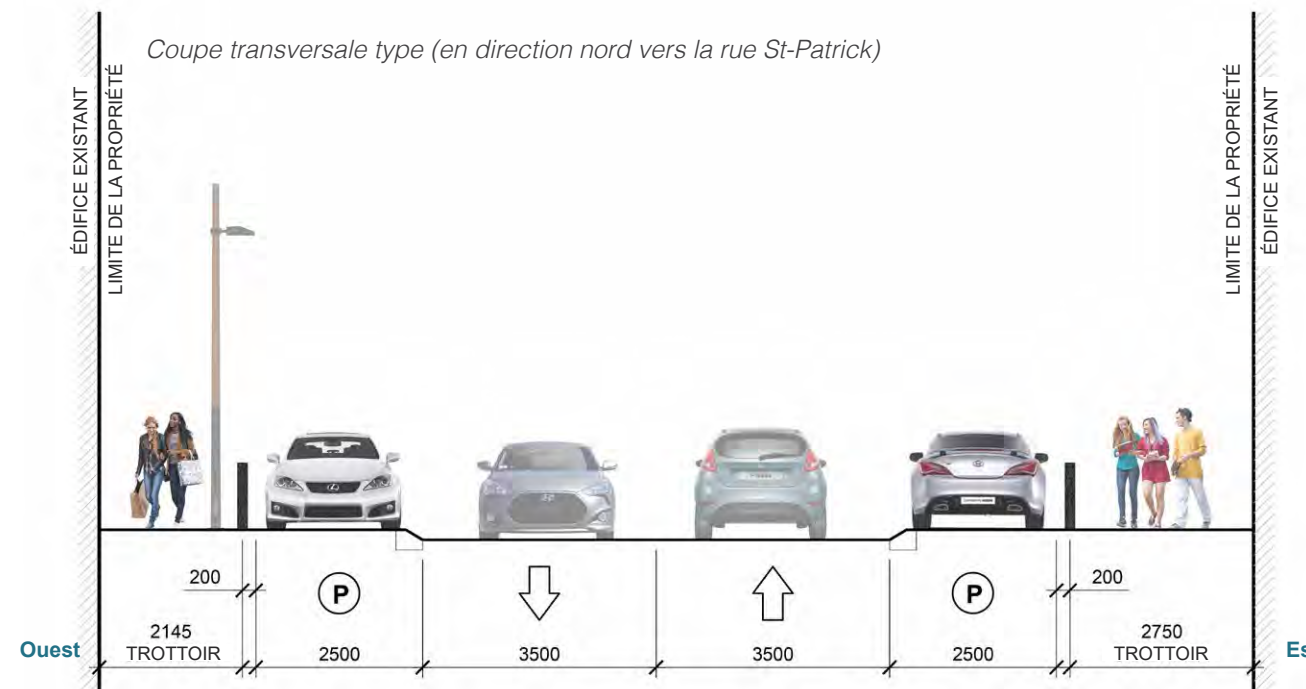 Coupe transversale type (en direction nord vers la rue St-Patrick)
ÉDIFICE EXISTANT
LIMITE DE LA PROPRIÉTÉ
LIMITE DE LA PROPRIÉTÉ
ÉDIFICE EXISTANT
200
P
P
200
Ouest
2145
TROTTOIR
2500
3500
3500
2500
2750
TROTTOIR
Es